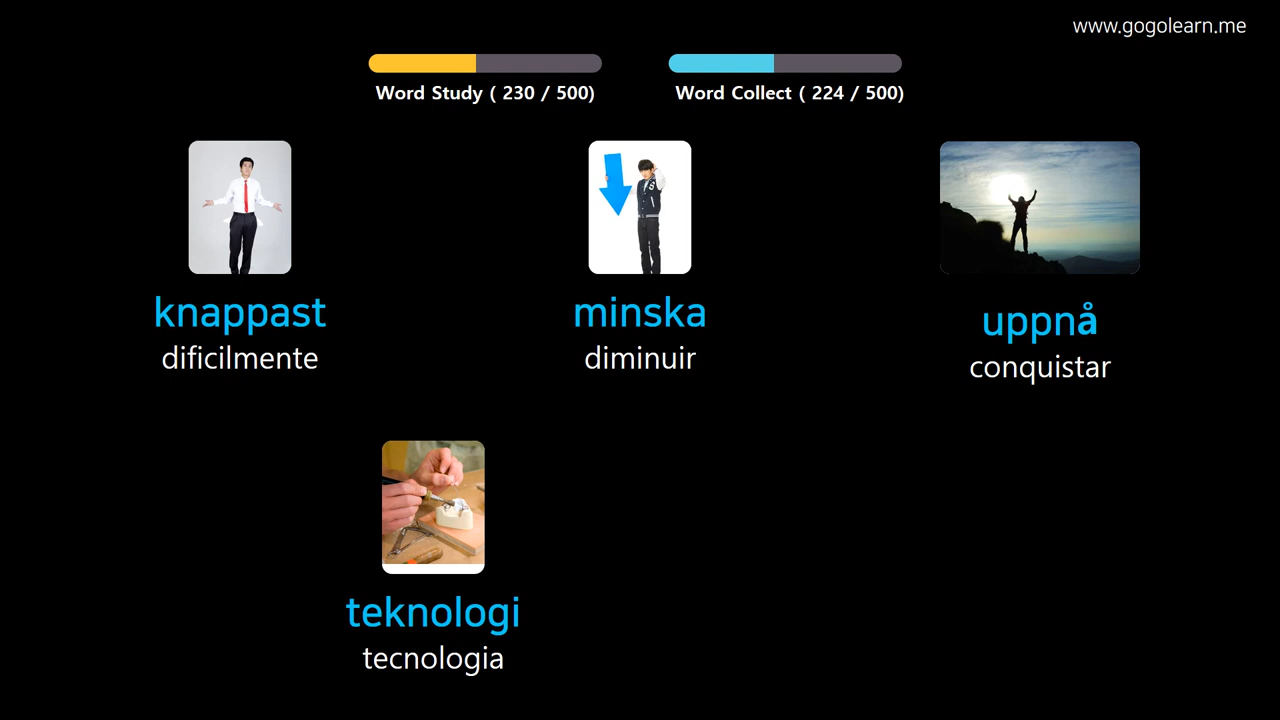 www.gogolearn.me
Word Study ( 230 / 500)
Word Collect ( 224 / 500)
knappast
dificilmente
minska
diminuir
uppnå
conquistar
teknologi
tecnologia